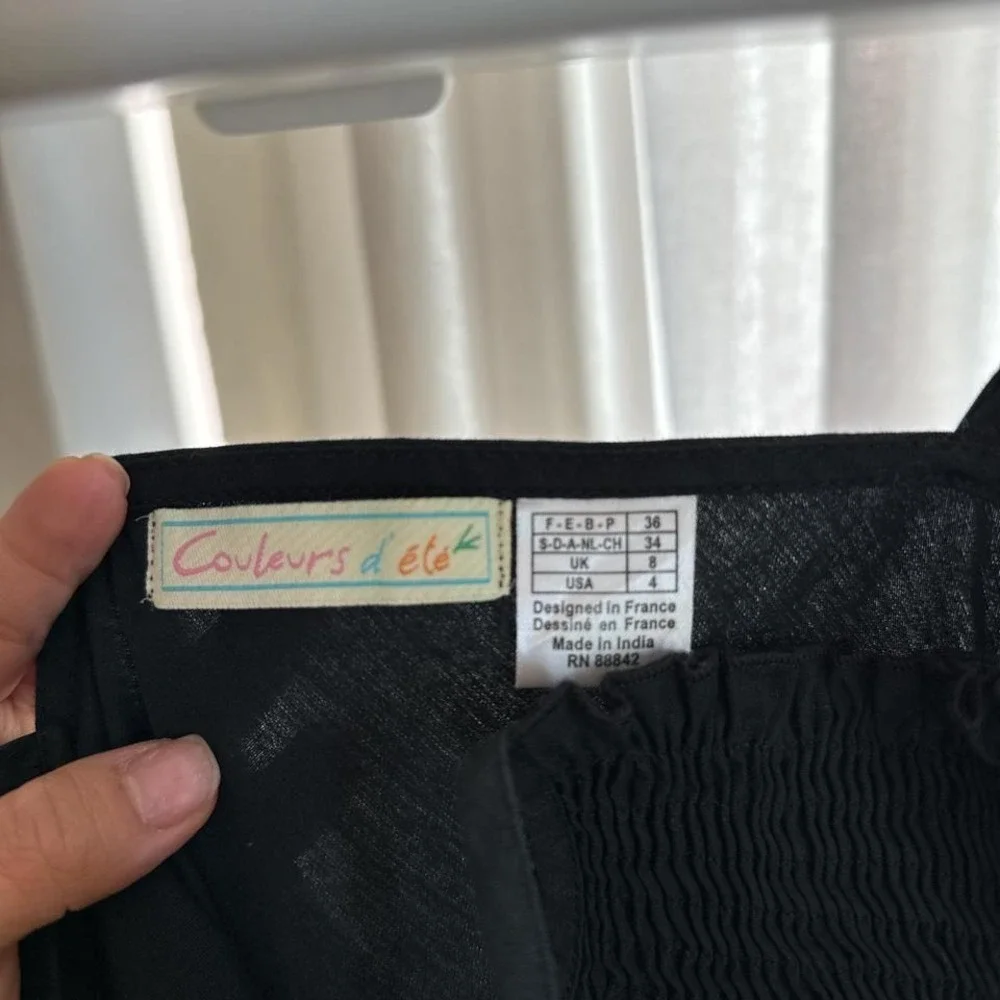 Couleurs d'été
F-E-B-P 36
S-D-A-NL-CH 34
UK 8
USA 4
Designed in France
Dessiné en France
Made in India
RN 88842